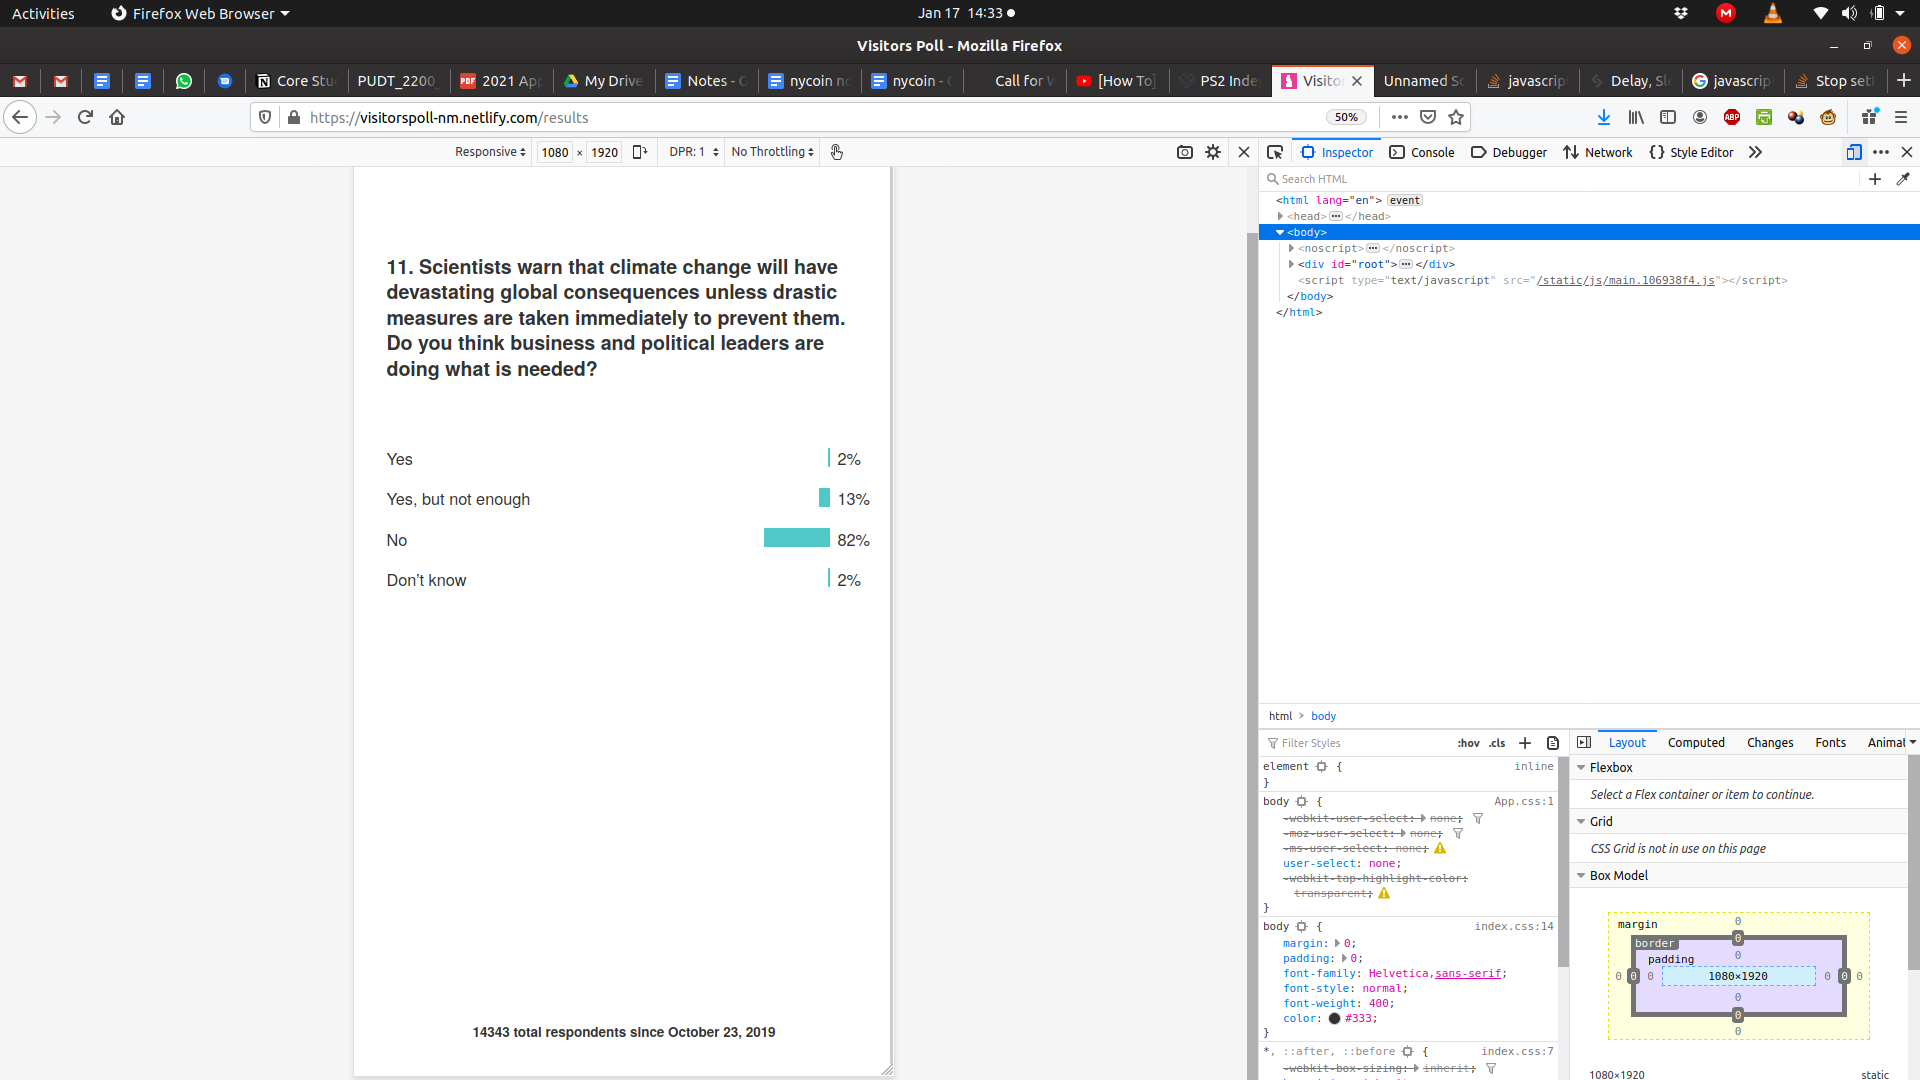 Activities
Firefox Web Browser
Jan 17 14:33
Visitors Poll - Mozilla Firefox
Core Stu
PUDT_2200
2021 Ap
My Drive
Notes - G
nycoin no
nycoin - G
Call for W
[How To]
PS2 Inde
Visitor
Unnamed Sc
javascrip
Delay, Sle
javascrip
Stop set
https://visitorspoll-nm.netlify.com/results
50%
ABP
Responsive
1080 × 1920
DPR: 1
No Throttling
Inspector
Console
Debugger
Network
Style Editor
Search HTML
<html lang="en"> event
<head> ••• </head>
<body>
<noscript> ••• </noscript>
<div id="root"> ••• </div>
<script type="text/javascript" src="/static/js/main.106938f4.js"></script>
</body>
</html>
11. Scientists warn that climate change will have
devastating global consequences unless drastic
measures are taken immediately to prevent them.
Do you think business and political leaders are
doing what is needed?
Yes 2%
Yes, but not enough 13%
No 82%
Don’t know 2%
14343 total respondents since October 23, 2019
html > body
Filter Styles
:hov .cls
element { inline
}
body { App.css:1
-webkit-user-select: none;
-moz-user-select: none;
-ms-user-select: none;
user-select: none;
-webkit-tap-highlight-color:
transparent;
}
body { index.css:14
margin: 0;
padding: 0;
font-family: Helvetica,sans-serif;
font-style: normal;
font-weight: 400;
color: #333;
}
*, ::after, ::before { index.css:7
-webkit-box-sizing: inherit;
Layout
Computed
Changes
Fonts
Animat
Flexbox
Select a Flex container or item to continue.
Grid
CSS Grid is not in use on this page
Box Model
margin 0
border 0
padding 0
0 0 0 1080×1920 0 0 0
0
0
0
1080×1920 static